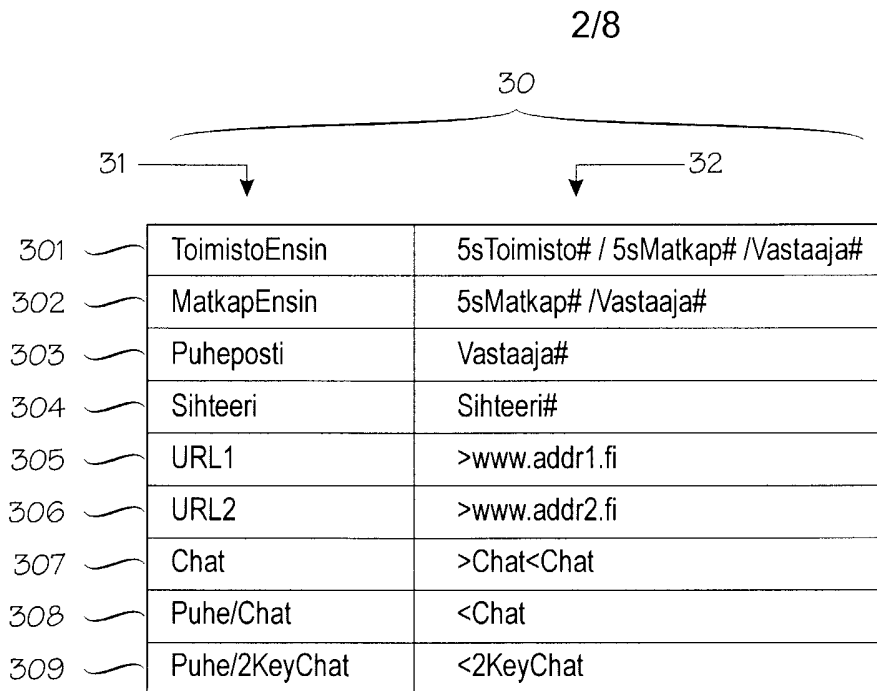 2/8
30
31 32
301 ToimistoEnsin 5sToimisto# / 5sMatkap# /Vastaaja#
302 MatkapEnsin 5sMatkap# /Vastaaja#
303 Puheposti Vastaaja#
304 Sihteeri Sihteeri#
305 URL1 >www.addr1.fi
306 URL2 >www.addr2.fi
307 Chat >Chat<Chat
308 Puhe/Chat <Chat
309 Puhe/2KeyChat <2KeyChat